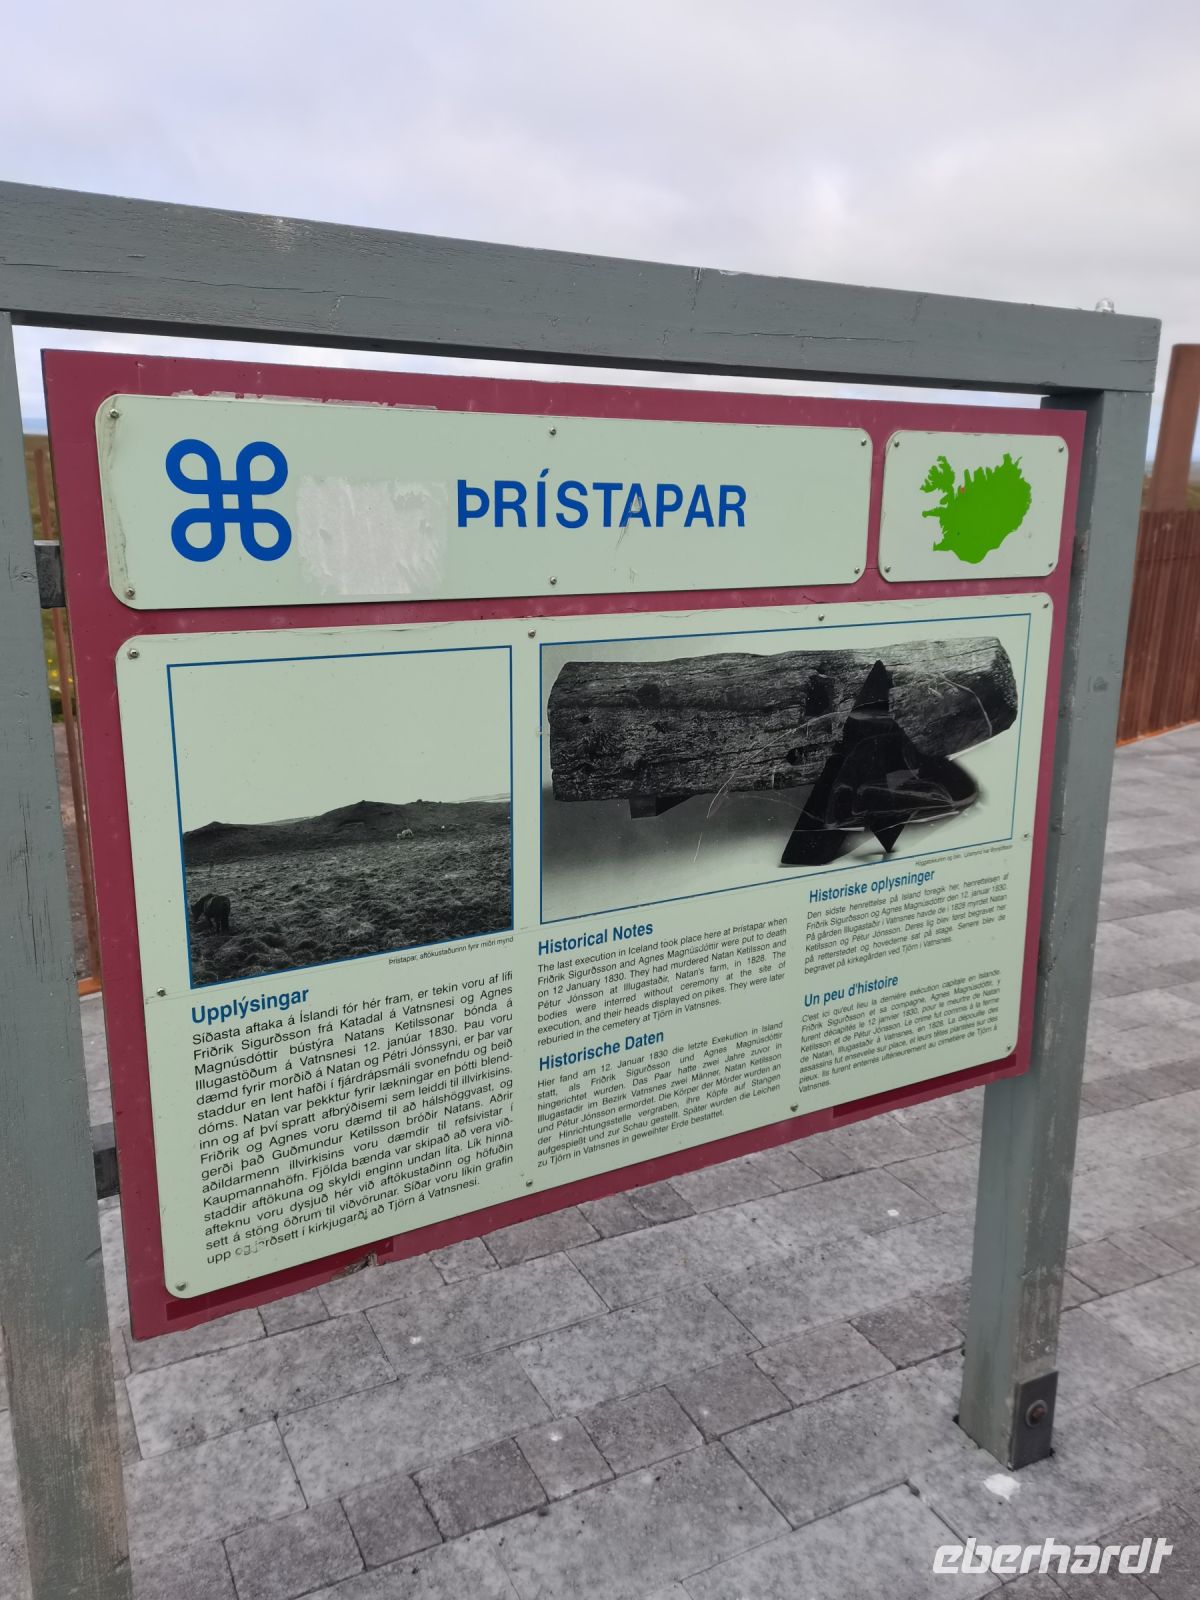 ÞRÍSTAPAR
Þrístapar, aftökustaðurinn fyrir miðri mynd
Upplýsingar
Síðasta aftaka á Íslandi fór hér fram, er tekin voru af lífi
Friðrik Sigurðsson frá Katadal á Vatnsnesi og Agnes
Magnúsdóttir bústýra Natans Ketilssonar bónda á
Illugastöðum á Vatnsnesi 12. janúar 1830. Þau voru
dæmd fyrir morðið á Natan og Pétri Jónssyni, er þar var
staddur en lent hafði í fjárdrápsmáli svonefndu og beið
dóms. Natan var þekktur fyrir lækningar en þótti blend-
inn og af því spratt afbrýðisemi sem leiddi til illvirkisins.
Friðrik og Agnes voru dæmd til að hálshöggvast, og
gerði það Guðmundur Ketilsson bróðir Natans. Aðrir
aðildarmenn illvirkisins voru dæmdir til refsivistar í
Kaupmannahöfn. Fjölda bænda var skipað að vera við-
staddir aftökuna og skyldi enginn undan líta. Lík hinna
afteknu voru dysjuð hér við aftökustaðinn og höfuðin
sett á stöng öðrum til viðvörunar. Síðar voru líkin grafin
upp og jarðsett í kirkjugarði að Tjörn á Vatnsnesi.
Historical Notes
The last execution in Iceland took place here at Þrístapar when
Friðrik Sigurðsson and Agnes Magnúsdóttir were put to death
on 12 January 1830. They had murdered Natan Ketilsson and
Pétur Jónsson at Illugastaðir, Natan's farm, in 1828. The
bodies were interred without ceremony at the site of
execution, and their heads displayed on pikes. They were later
reburied in the cemetery at Tjörn in Vatnsnes.
Historische Daten
Hier fand am 12. Januar 1830 die letzte Execution in Island
statt, als Friðrik Sigurðsson und Agnes Magnúsdóttir
hingerichtet wurden. Das Paar hatte zwei Jahre zuvor in
Illugastadir im Bezirk Vatnsnes zwei Männer, Natan Ketilsson
und Pétur Jónsson ermordet. Die Körper der Mörder wurden an
der Hinrichtungsstelle vergraben, ihre Köpfe auf Stangen
aufgespießt und zur Schau gestellt. Später wurden die Leichen
zu Tjörn in Vatnsnes in geweihter Erde bestattet.
Höggstokkurinn og öxin.
Historiske oplysninger
Den sidste henrettelse på Island foregik her, henrettelsen af
Friðrik Sigurðsson og Agnes Magnúsdóttir den 12. januar 1830.
På gården Illugastaðir i Vatnsnes havde de i 1828 myrdet Natan
Ketilsson og Pétur Jónsson. Deres lig blev først begravet her
på retterstedet og hovederne sat på stage. Senere blev de
begravet på kirkegården ved Tjörn i Vatnsnes.
Un peu d'histoire
C'est ici qu'eut lieu la dernière exécution capitale en Islande.
Friðrik Sigurðsson et sa compagne, Agnes Magnúsdóttir, y
furent décapités le 12 janvier 1830, pour le meurtre de Natan
Ketilsson et de Pétur Jónsson. Le crime fut commis à la ferme
de Natan, Illugastaðir à Vatnsnes, en 1828. La dépouille des
assassins fut ensevelie sur place, et leurs têtes plantées sur des
pieux. Ils furent enterrés ultérieurement au cimetière de Tjörn à
Vatnsnes.
eberhardt